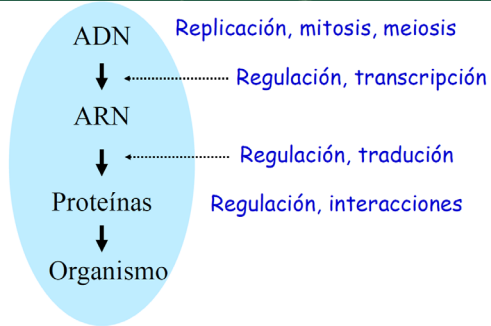 ADN
Replicación, mitosis, meiosis
Regulación, transcripción
ARN
Regulación, tradución
Proteínas
Regulación, interacciones
Organismo